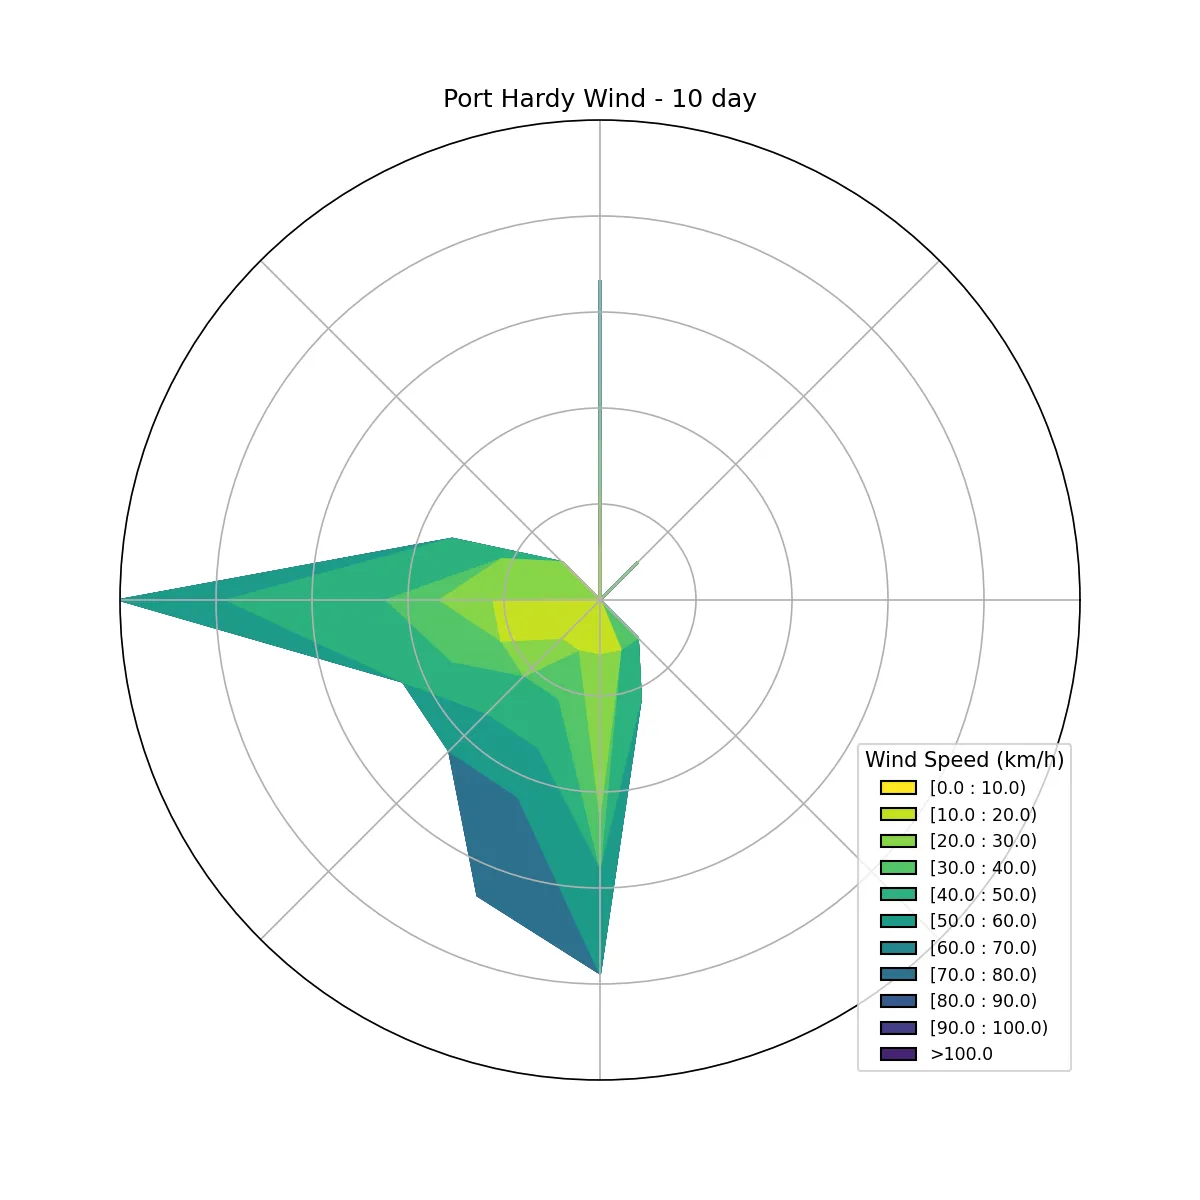 Port Hardy Wind - 10 day
Wind Speed (km/h)
[0.0 : 10.0)
[10.0 : 20.0)
[20.0 : 30.0)
[30.0 : 40.0)
[40.0 : 50.0)
[50.0 : 60.0)
[60.0 : 70.0)
[70.0 : 80.0)
[80.0 : 90.0)
[90.0 : 100.0)
>100.0